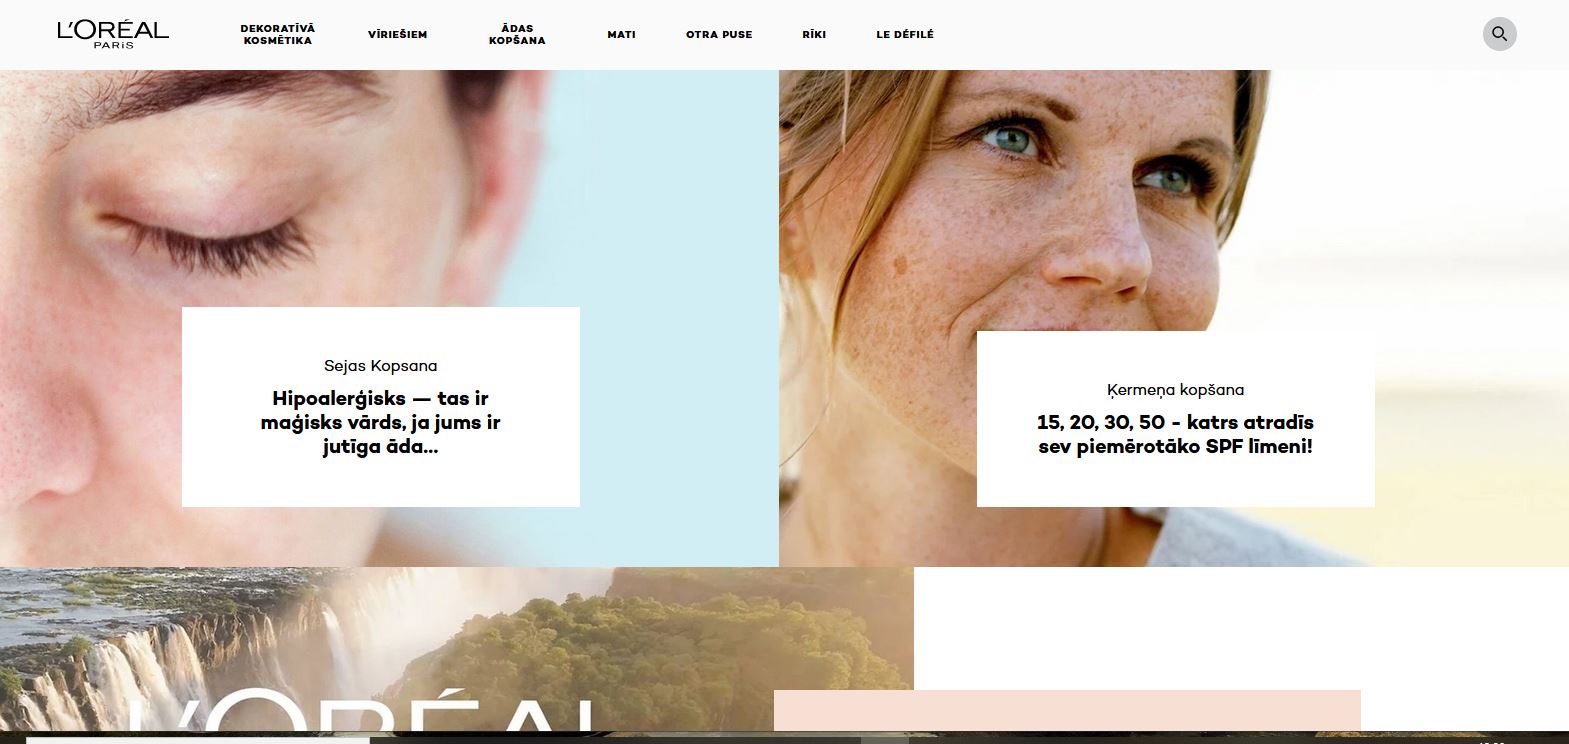 L'ORÉAL
PARiS
DEKORATĪVĀ
KOSMĒTIKA
VĪRIEŠIEM
ĀDAS
KOPŠANA
MATI
OTRA PUSE
RĪKI
LE DÉFILÉ
Sejas Kopsana
Hipoalerģisks — tas ir
maģisks vārds, ja jums ir
jutīga āda...
Ķermeņa kopšana
15, 20, 30, 50 - katrs atradīs
sev piemērotāko SPF līmeni!
L'ORÉAL